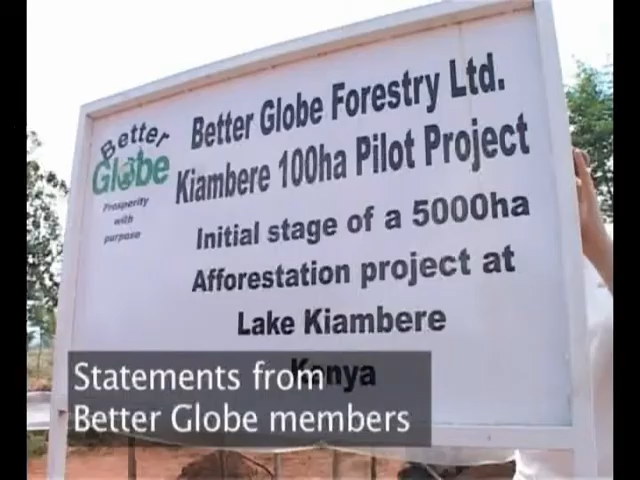 Better
Globe
Prosperity
with
purpose
Better Globe Forestry Ltd.
Kiambere 100ha Pilot Project
Initial stage of a 5000ha
Afforestation project at
Lake Kiambere
Kenya
Statements from
Better Globe members